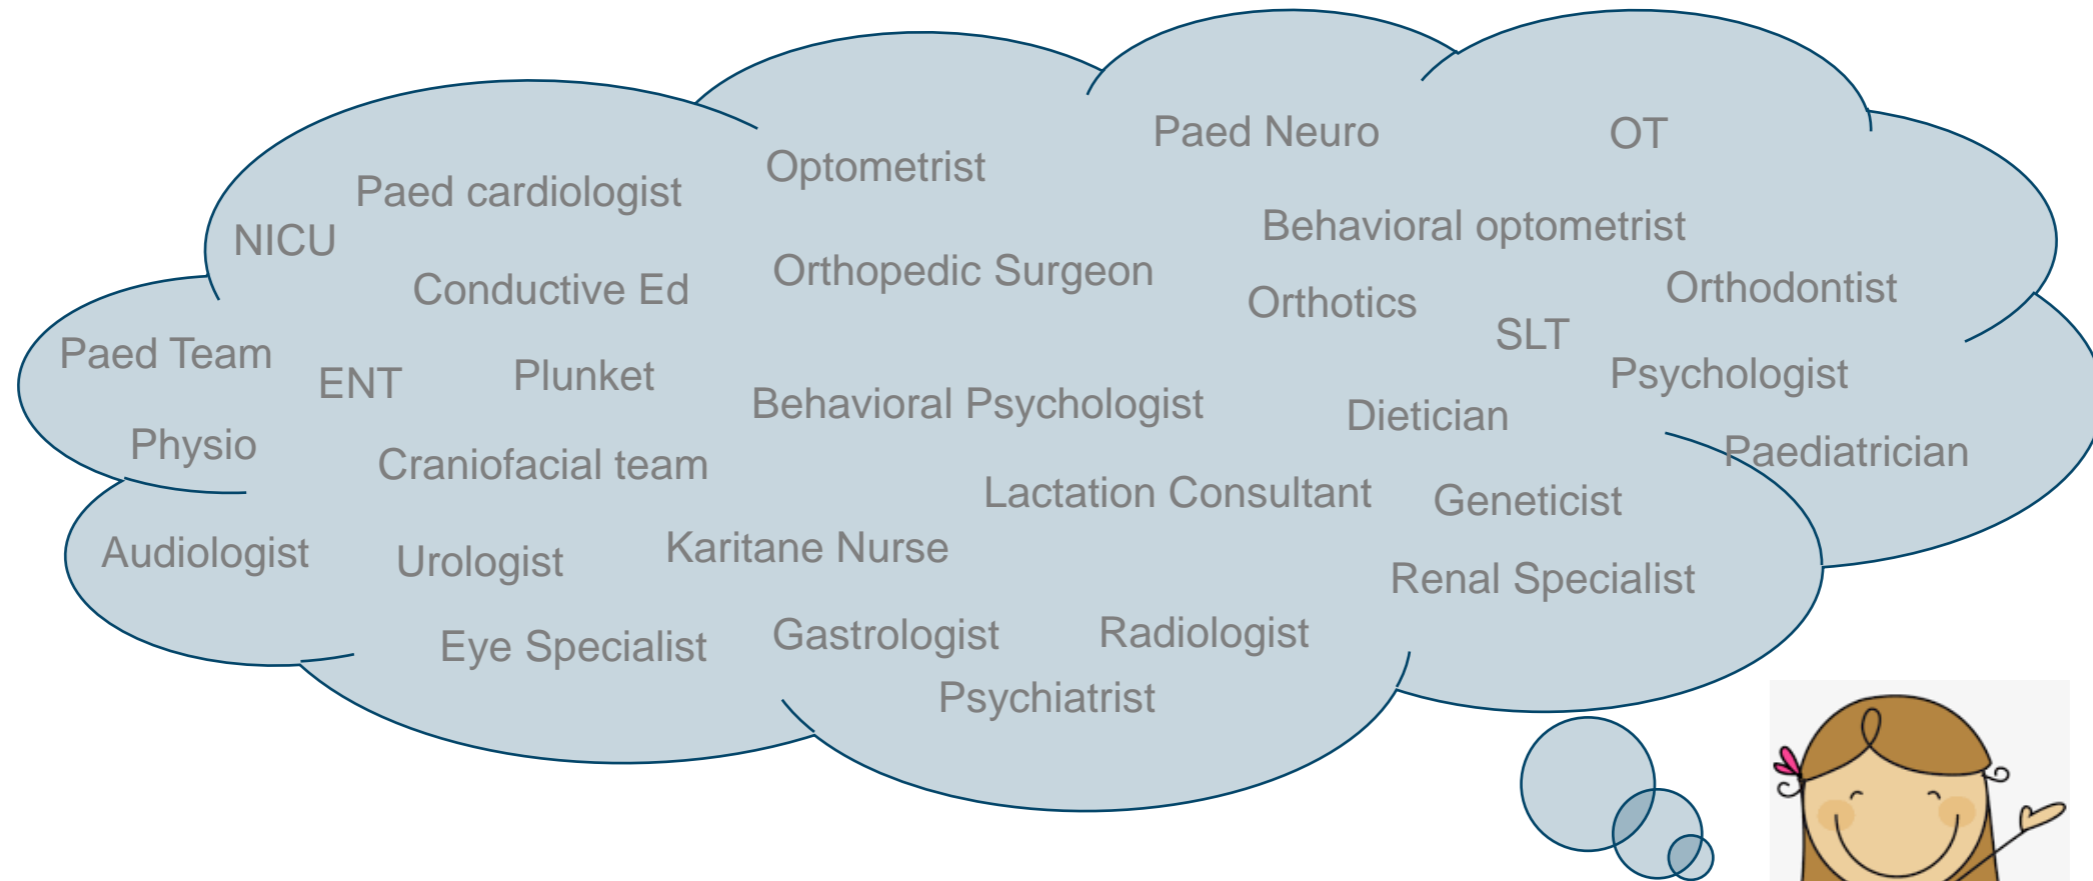 Paed Neuro
OT
Optometrist
Paed cardiologist
Behavioral optometrist
NICU
Orthopedic Surgeon
Conductive Ed
Orthodontist
Orthotics
SLT
Paed Team
Psychologist
Plunket
ENT
Behavioral Psychologist
Dietician
Physio
Paediatrician
Craniofacial team
Lactation Consultant
Geneticist
Karitane Nurse
Audiologist
Urologist
Renal Specialist
Radiologist
Gastrologist
Eye Specialist
Psychiatrist